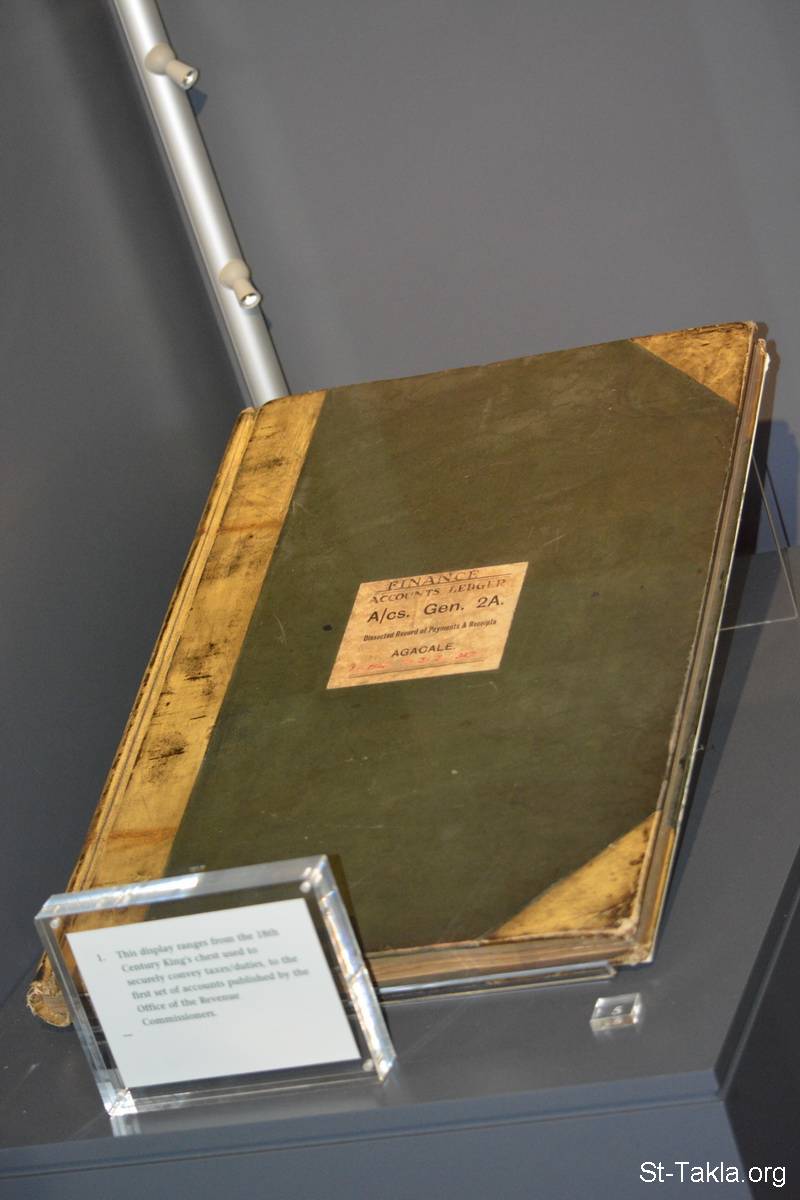 FINANCE
ACCOUNTS LEDGER
A/cs. Gen. 2A.
Dissected Record of Payments & Receipts
AGACALE.
1. This display ranges from the 18th
Century King's chest used to
securely convey taxes/duties, to the
first set of accounts published by the
Office of the Revenue
Commissioners.
5
St-Takla.org